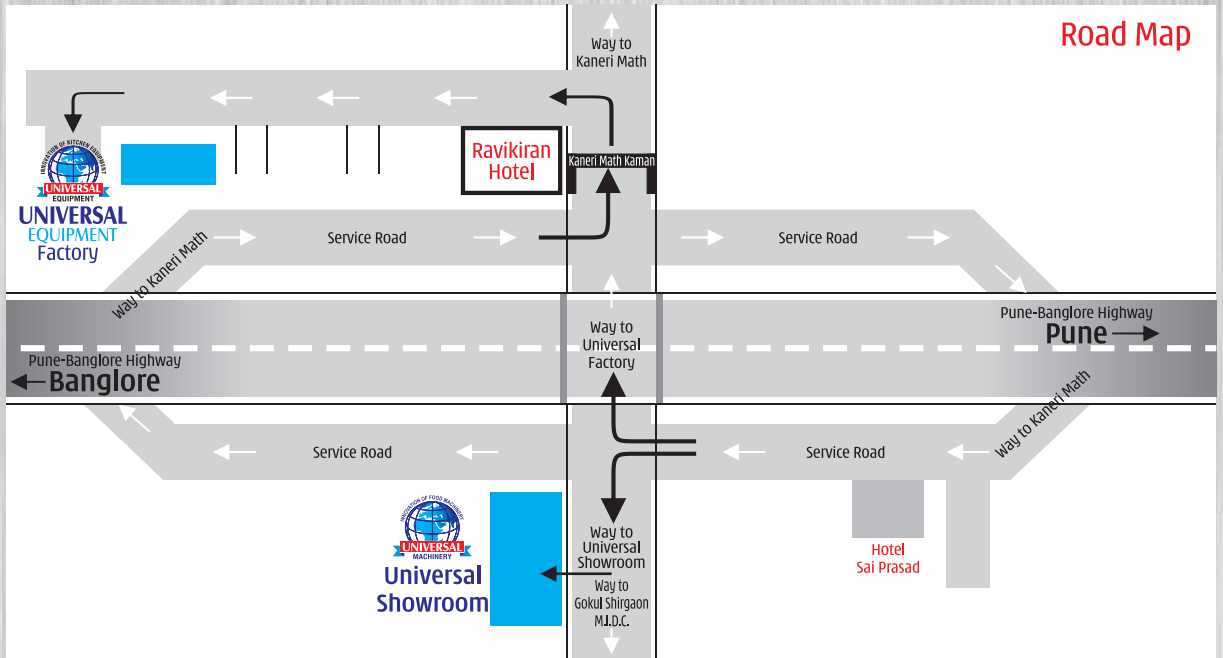 Road Map
Way to
Kaneri Math
Ravikiran
Hotel
Kaneri Math Kaman
INNOVATION OF KITCHEN EQUIPMENT
UNIVERSAL
EQUIPMENT
UNIVERSAL
EQUIPMENT
Factory
Way to Kaneri Math
Service Road
Service Road
Pune-Banglore Highway
Pune
Way to
Universal
Factory
Pune-Banglore Highway
Banglore
Way to Kaneri Math
Service Road
Service Road
INNOVATION OF FOOD MACHINERY
UNIVERSAL
MACHINERY
Universal
Showroom
Way to
Universal
Showroom
Way to
Gokul Shirgaon
M.I.D.C.
Hotel
Sai Prasad